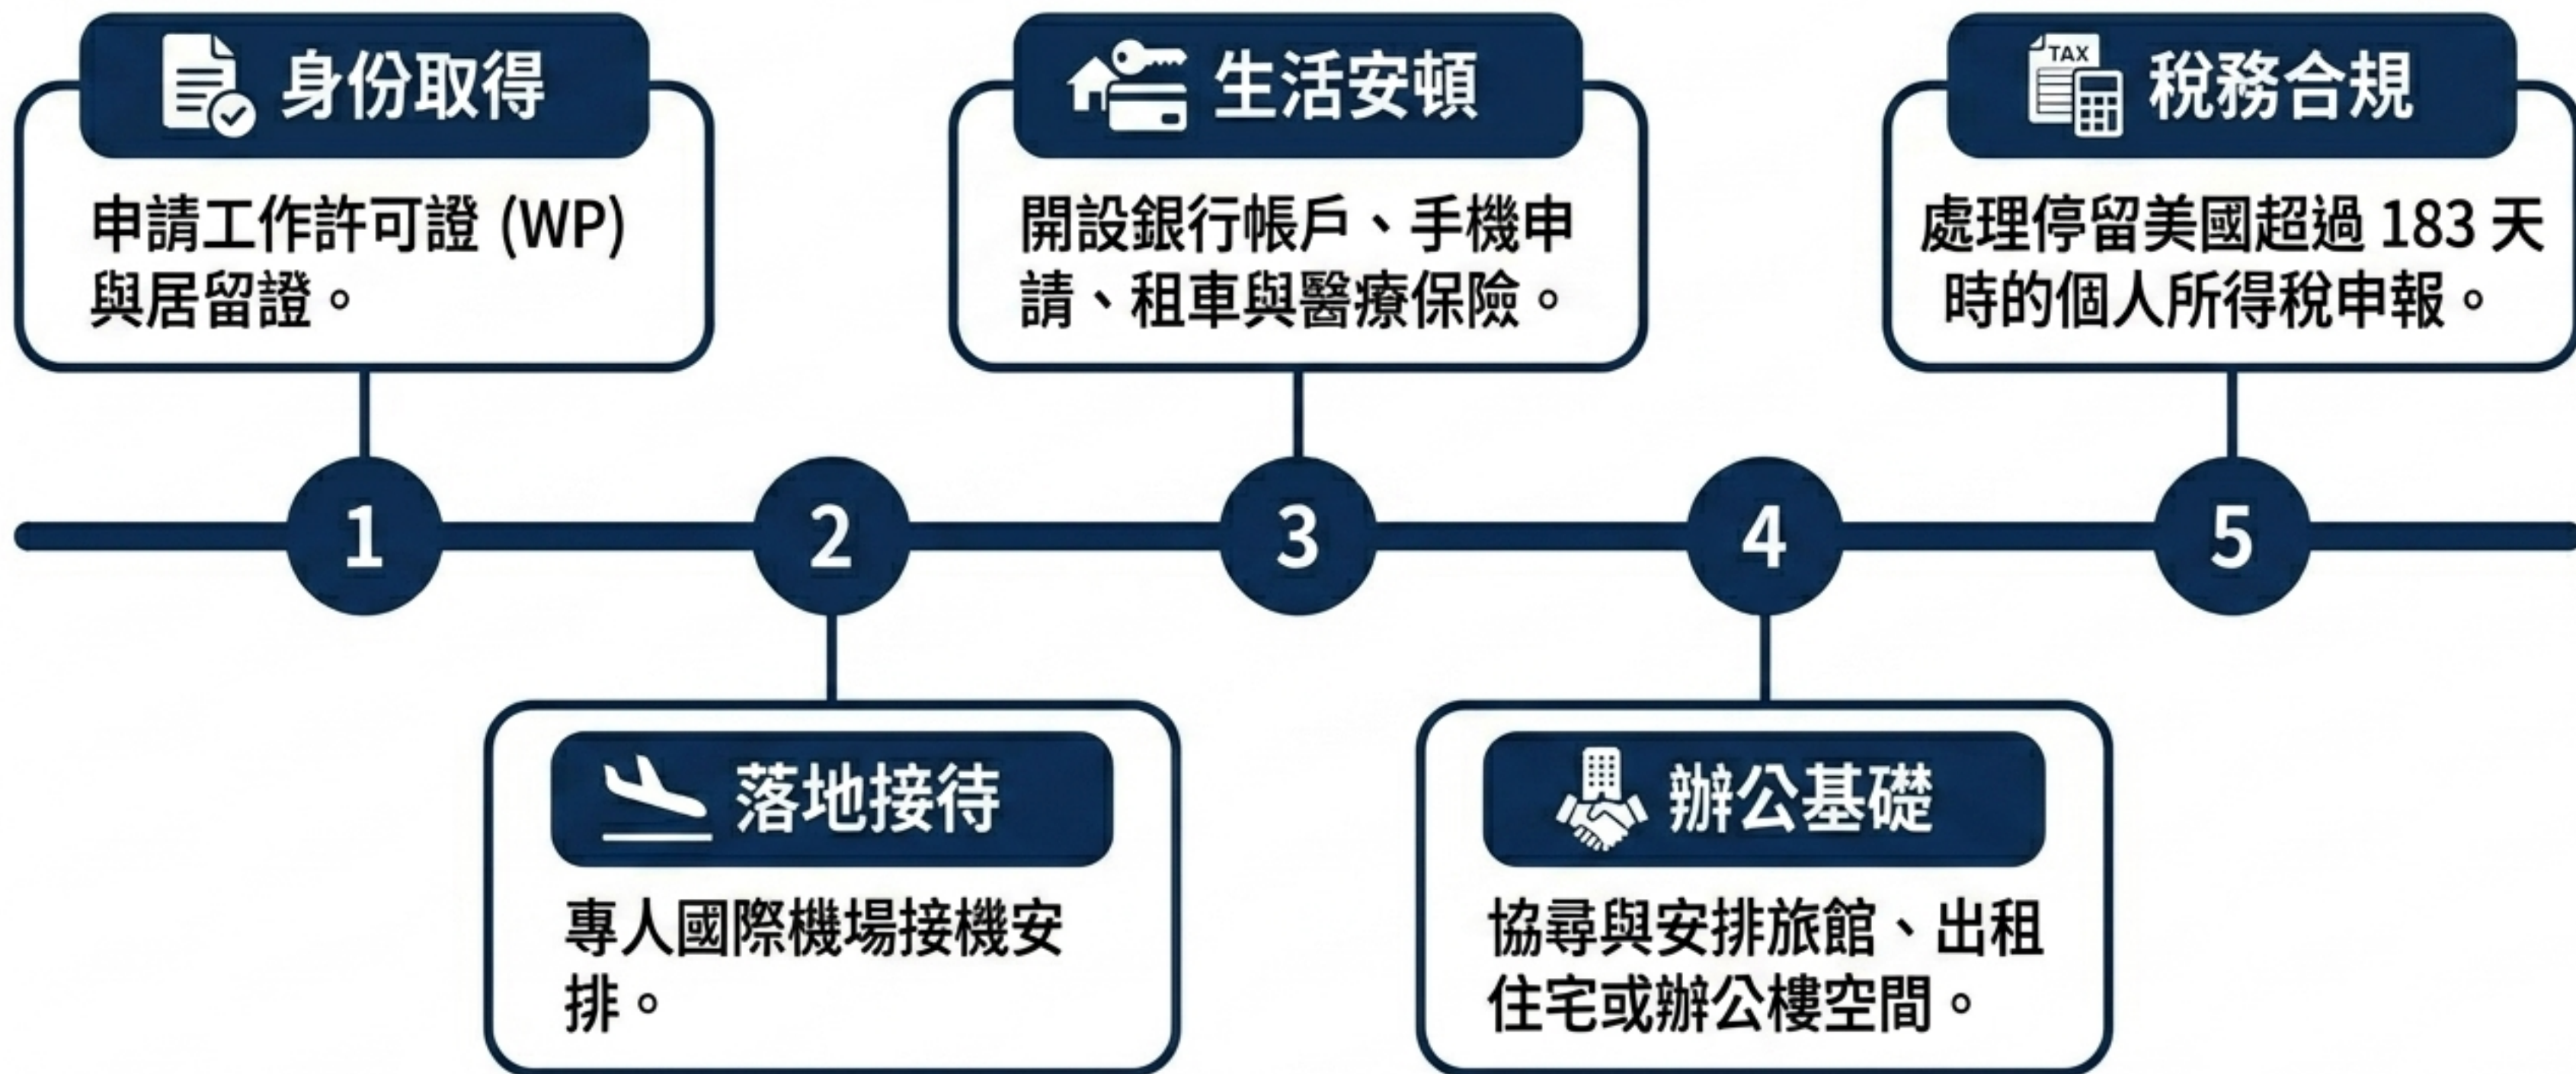 身份取得
申請工作許可證 (WP)
與居留證。
生活安頓
開設銀行帳戶、手機申
請、租車與醫療保險。
TAX
稅務合規
處理停留美國超過 183 天
時的個人所得稅申報。
1
2
3
4
5
落地接待
專人國際機場接機安
排。
辦公基礎
協尋與安排旅館、出租
住宅或辦公樓空間。